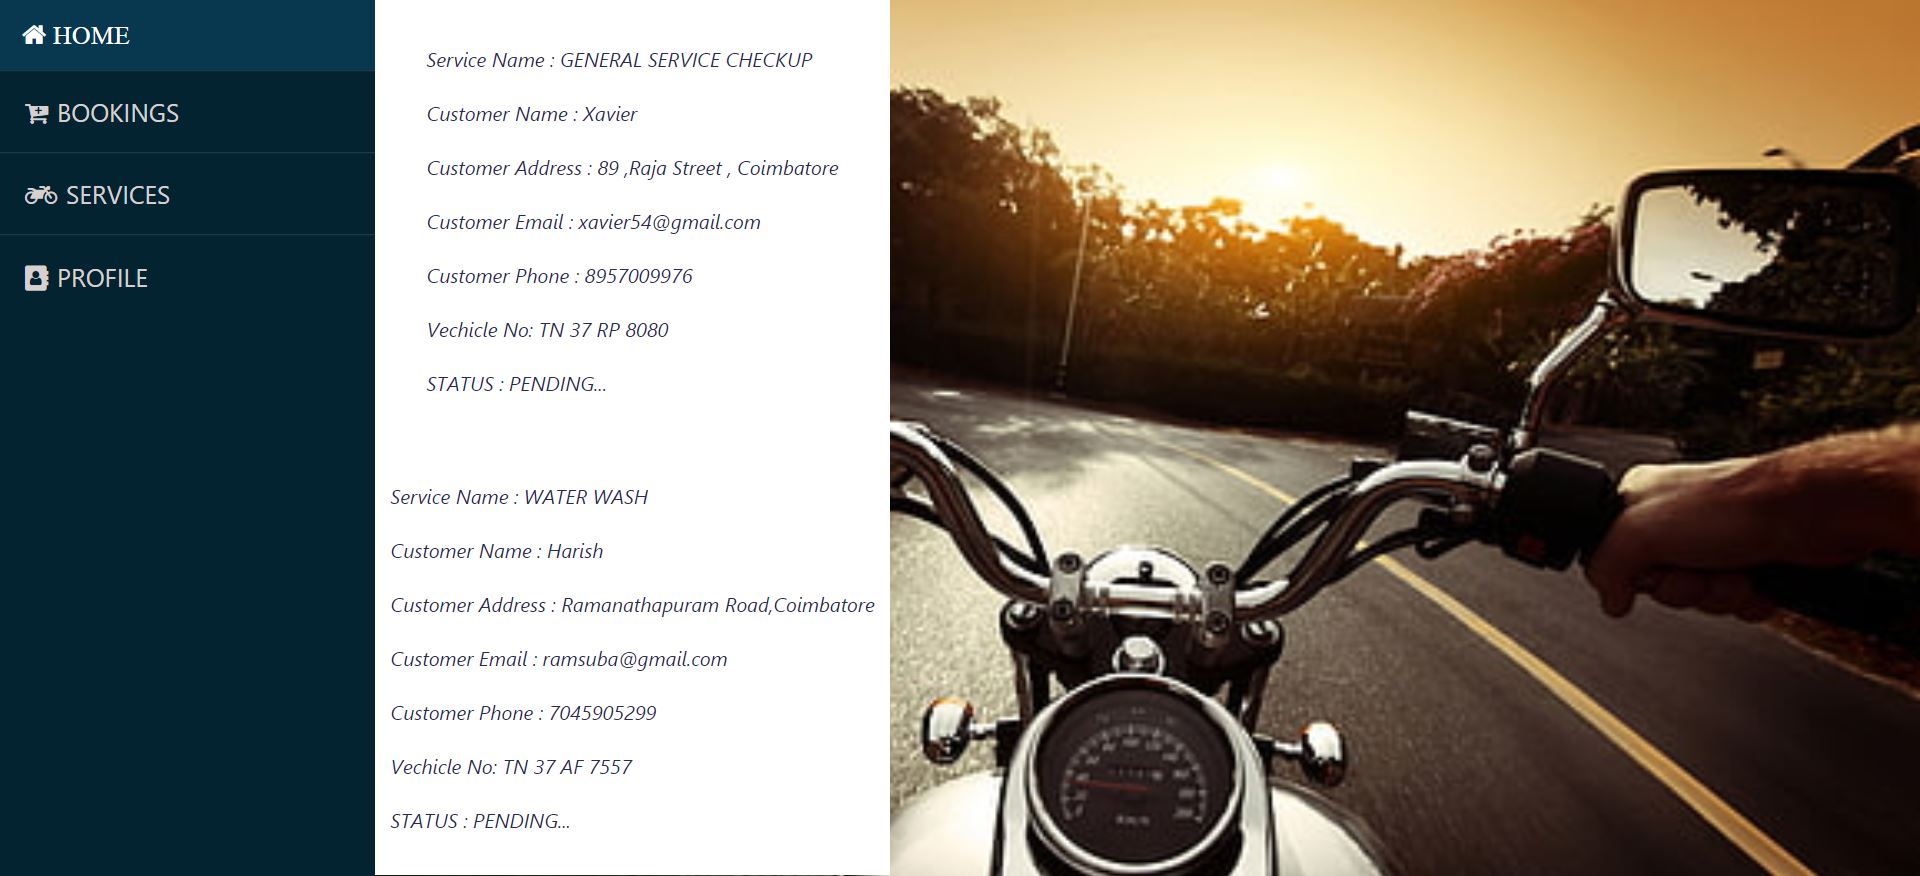 HOME
BOOKINGS
SERVICES
PROFILE
Service Name : GENERAL SERVICE CHECKUP
Customer Name : Xavier
Customer Address : 89 ,Raja Street , Coimbatore
Customer Email : xavier54@gmail.com
Customer Phone : 8957009976
Vechicle No: TN 37 RP 8080
STATUS : PENDING...
Service Name : WATER WASH
Customer Name : Harish
Customer Address : Ramanathapuram Road,Coimbatore
Customer Email : ramsuba@gmail.com
Customer Phone : 7045905299
Vechicle No: TN 37 AF 7557
STATUS : PENDING...